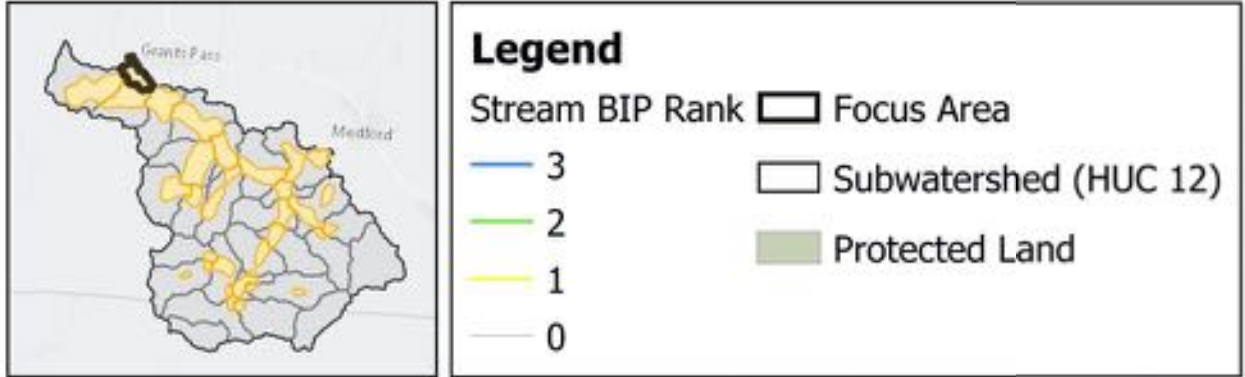 Grants Pass
Medford
Legend
Stream BIP Rank
3
2
1
0
Focus Area
Subwatershed (HUC 12)
Protected Land